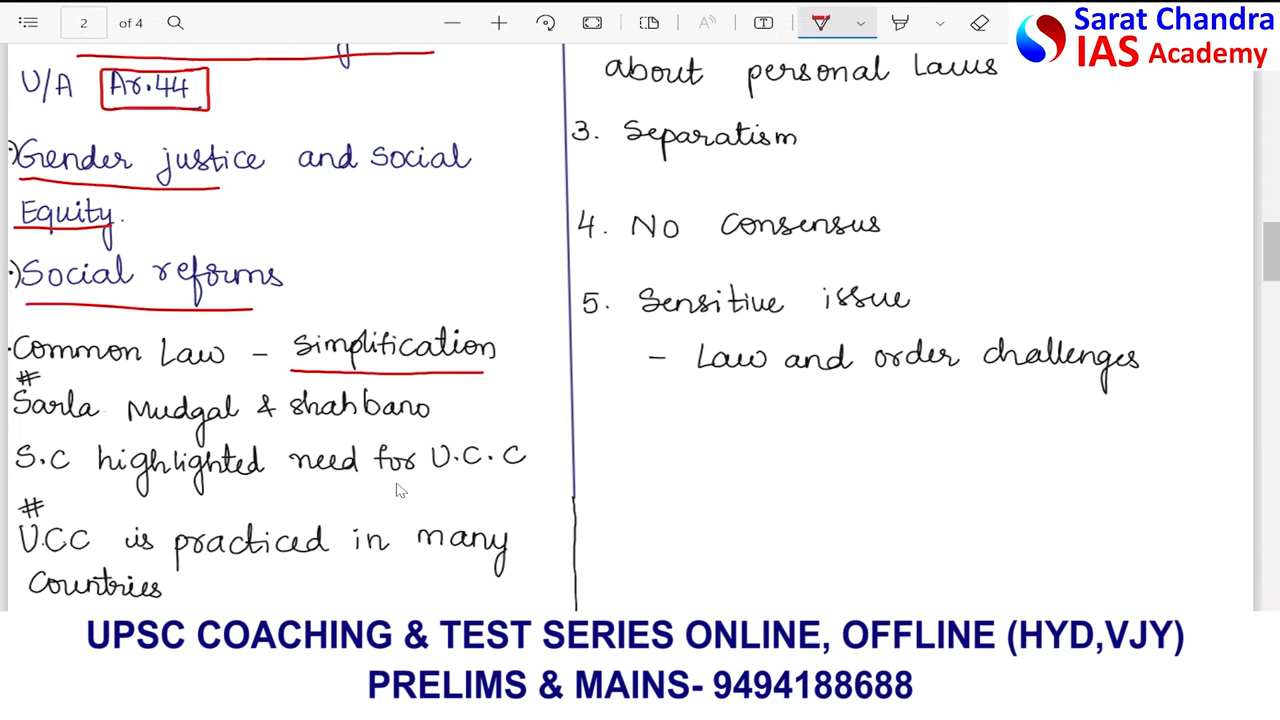 2 of 4
Sarat Chandra
IAS Academy
U/A Ar.44
Gender justice and Social
Equity.
Social reforms
Common Law - Simplification
#
Sarla Mudgal & Shahbano
S.C highlighted need for U.C.C
#
U.C.C is practiced in many
Countries
about personal Laws
3. Separatism
4. No Consensus
5. Sensitive issue
- Law and order challenges
UPSC COACHING & TEST SERIES ONLINE, OFFLINE (HYD,VJY)
PRELIMS & MAINS- 9494188688